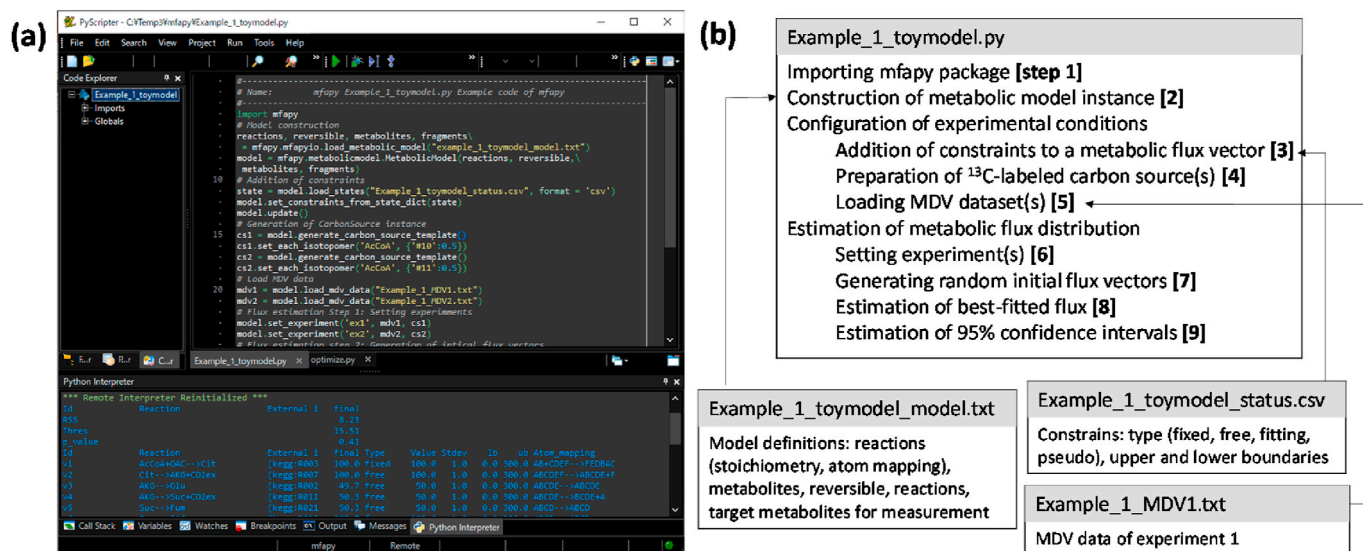 (a)
PyScripter - C:¥Temp3¥mfapy¥Example_1_toymodel.py
File Edit Search View Project Run Tools Help
Code Explorer
Example_1_toymodel
Imports
Globals
#---------------------------------------------------------------
# Name: mfapy Example_1_toymodel.py Example code of mfapy
#---------------------------------------------------------------
import mfapy
# Model construction
reactions, reversible, metabolites, fragments\
= mfapy.mfapyio.load_metabolic_model("example_1_toymodel_model.txt")
model = mfapy.metabolicmodel.MetabolicModel(reactions, reversible,\
metabolites, fragments)
10 # Addition of constraints
state = model.load_states("Example_1_toymodel_status.csv", format = 'csv')
model.set_constraints_from_state_dict(state)
model.update()
# Generation of CarbonSource instance
15 cs1 = model.generate_carbon_source_template()
cs1.set_each_isotopomer('AcCoA', {'#10':0.5})
cs2 = model.generate_carbon_source_template()
cs2.set_each_isotopomer('AcCoA', {'#11':0.5})
# Load MDV data
20 mdv1 = model.load_mdv_data("Example_1_MDV1.txt")
mdv2 = model.load_mdv_data("Example_1_MDV2.txt")
# Flux estimation Step 1: Setting experimments
model.set_experiment('ex1', mdv1, cs1)
model.set_experiment('ex2', mdv2, cs2)
# Flux estimation step 2: Generation of intical flux vectors
E...r P...r C...r Example_1_toymodel.py × optimize.py ×
Python Interpreter
*** Remote Interpreter Reinitialized ***
Id Reaction External i final
RSS 8.23
Thres 15.51
p_value 0.41
Id Reaction External i final Type Value Stdev lb ub Atom_mapping
v1 AcCoA+OAC-->Cit (kegg:R003 100.0 fixed 100.0 1.0 0.0 300.0 AB+CDEF-->FEDBAC
v2 Cit-->AKG+CO2ex (kegg:R007 100.0 free 100.0 1.0 0.0 300.0 ABCDEF-->ABCDE+F
v3 AKG-->Glu (kegg:R002 49.7 free 50.0 1.0 0.0 300.0 ABCDE-->ABCDE
v4 AKG-->Suc+CO2ex (kegg:R011 50.3 free 50.0 1.0 0.0 300.0 ABCDE-->BCDE+A
v5 Suc-->Fum (kegg:R021 50.3 free 50.0 1.0 0.0 300.0 ABCD-->ABCD
Call Stack Variables Watches Breakpoints Output Messages Python Interpreter
mfapy Remote
(b)
Example_1_toymodel.py
Importing mfapy package [step 1]
Construction of metabolic model instance [2]
Configuration of experimental conditions
Addition of constraints to a metabolic flux vector [3]
Preparation of ¹³C-labeled carbon source(s) [4]
Loading MDV dataset(s) [5]
Estimation of metabolic flux distribution
Setting experiment(s) [6]
Generating random initial flux vectors [7]
Estimation of best-fitted flux [8]
Estimation of 95% confidence intervals [9]
Example_1_toymodel_model.txt
Model definitions: reactions
(stoichiometry, atom mapping),
metabolites, reversible, reactions,
target metabolites for measurement
Example_1_toymodel_status.csv
Constrains: type (fixed, free, fitting,
pseudo), upper and lower boundaries
Example_1_MDV1.txt
MDV data of experiment 1